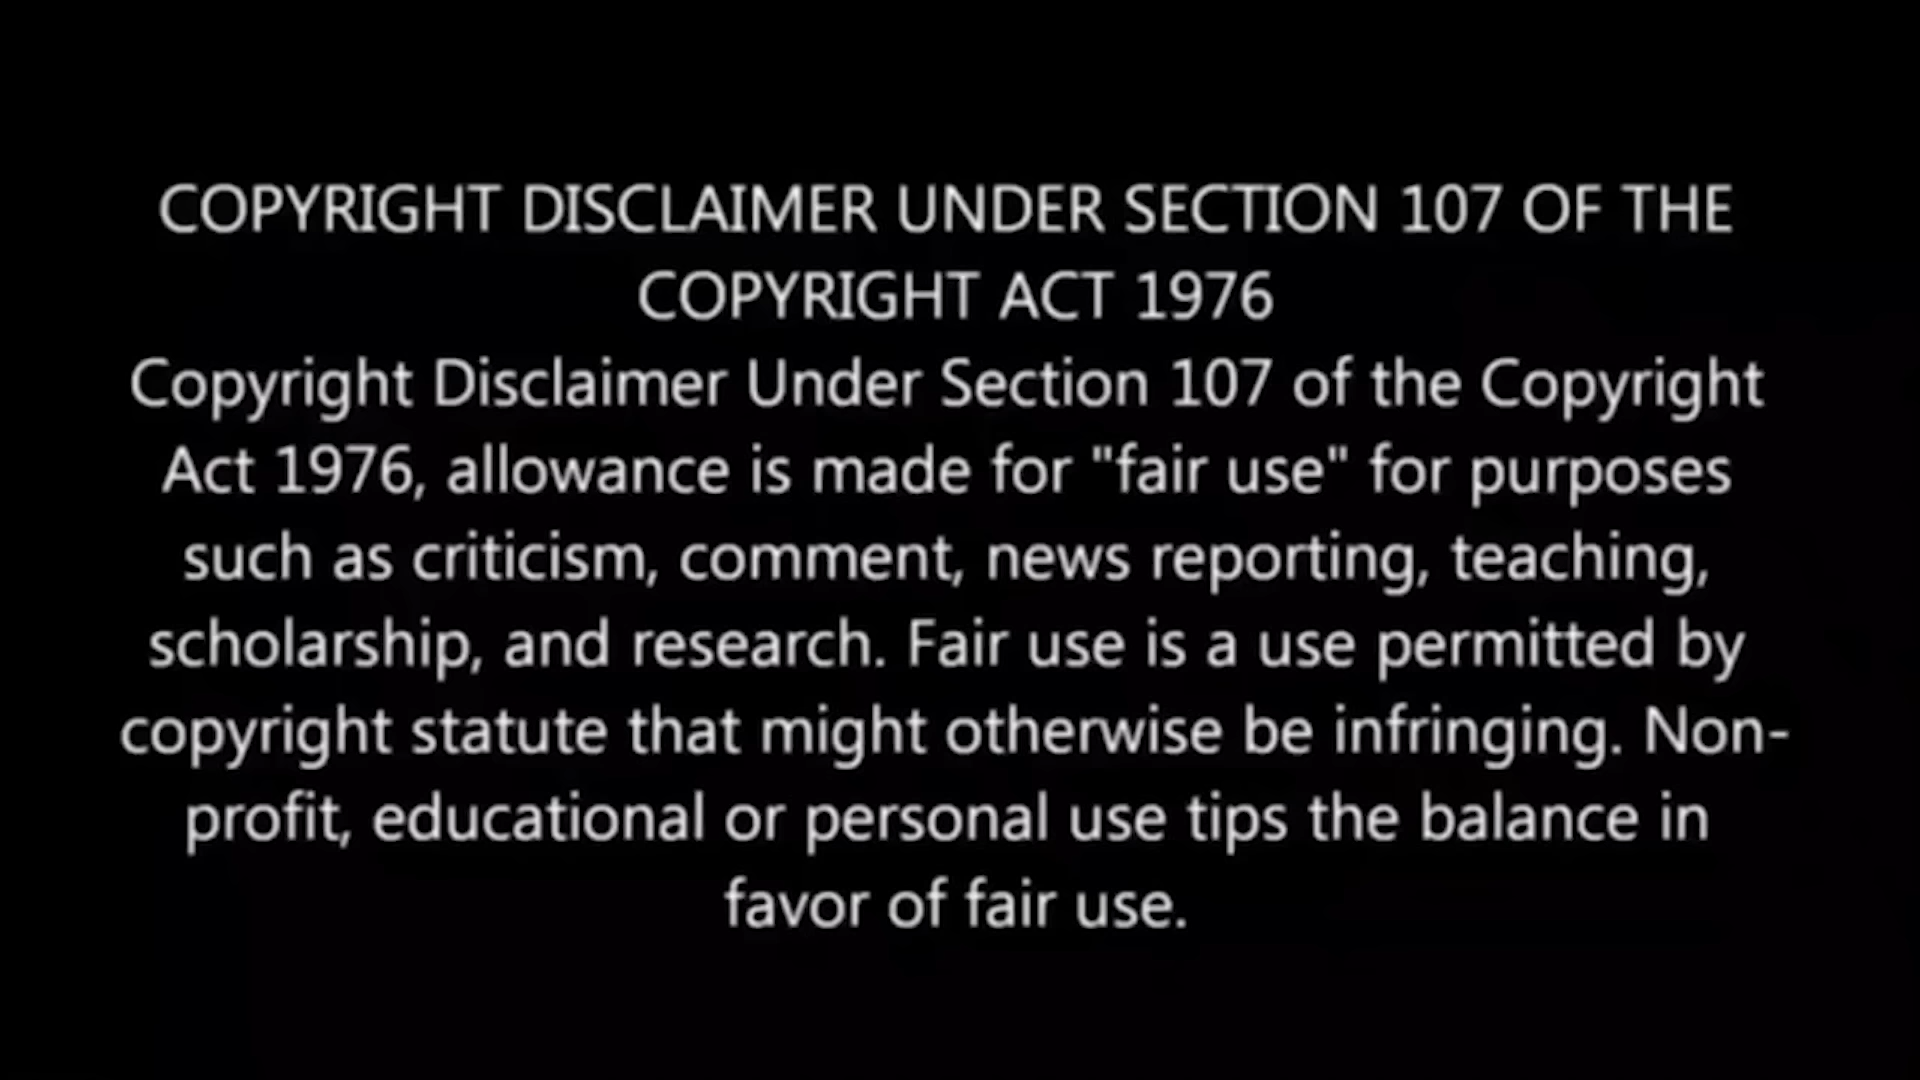 COPYRIGHT DISCLAIMER UNDER SECTION 107 OF THE
COPYRIGHT ACT 1976
Copyright Disclaimer Under Section 107 of the Copyright
Act 1976, allowance is made for "fair use" for purposes
such as criticism, comment, news reporting, teaching,
scholarship, and research. Fair use is a use permitted by
copyright statute that might otherwise be infringing. Non-
profit, educational or personal use tips the balance in
favor of fair use.